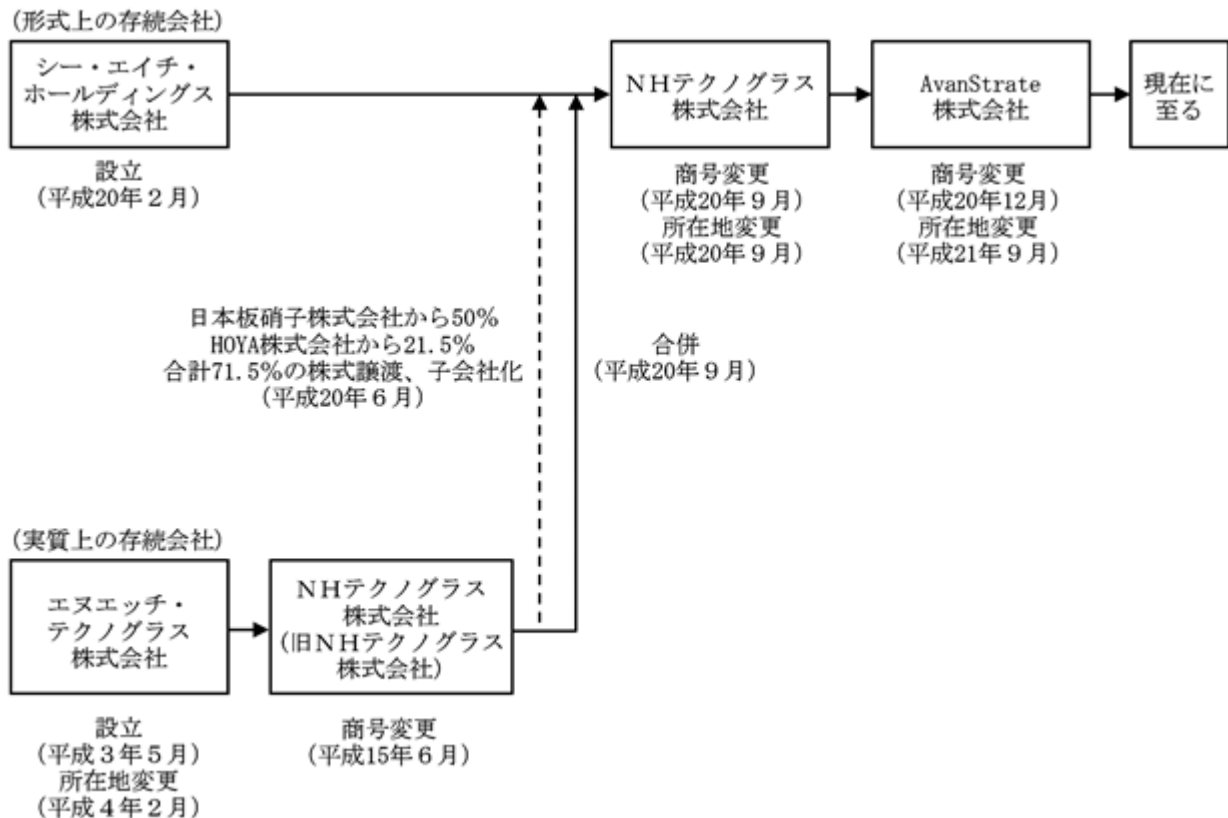 (形式上の存続会社)
シー・エイチ・
ホールディングス
株式会社
設立
(平成20年２月)
ＮＨテクノグラス
株式会社
商号変更
(平成20年９月)
所在地変更
(平成20年９月)
AvanStrate
株式会社
商号変更
(平成20年12月)
所在地変更
(平成21年９月)
現在に
至る
日本板硝子株式会社から50%
HOYA株式会社から21.5%
合計71.5%の株式譲渡、子会社化
(平成20年６月)
合併
(平成20年９月)
(実質上の存続会社)
エヌエッチ・
テクノグラス
株式会社
設立
(平成３年５月)
所在地変更
(平成４年２月)
ＮＨテクノグラス
株式会社
(旧ＮＨテクノグラス
株式会社)
商号変更
(平成15年６月)